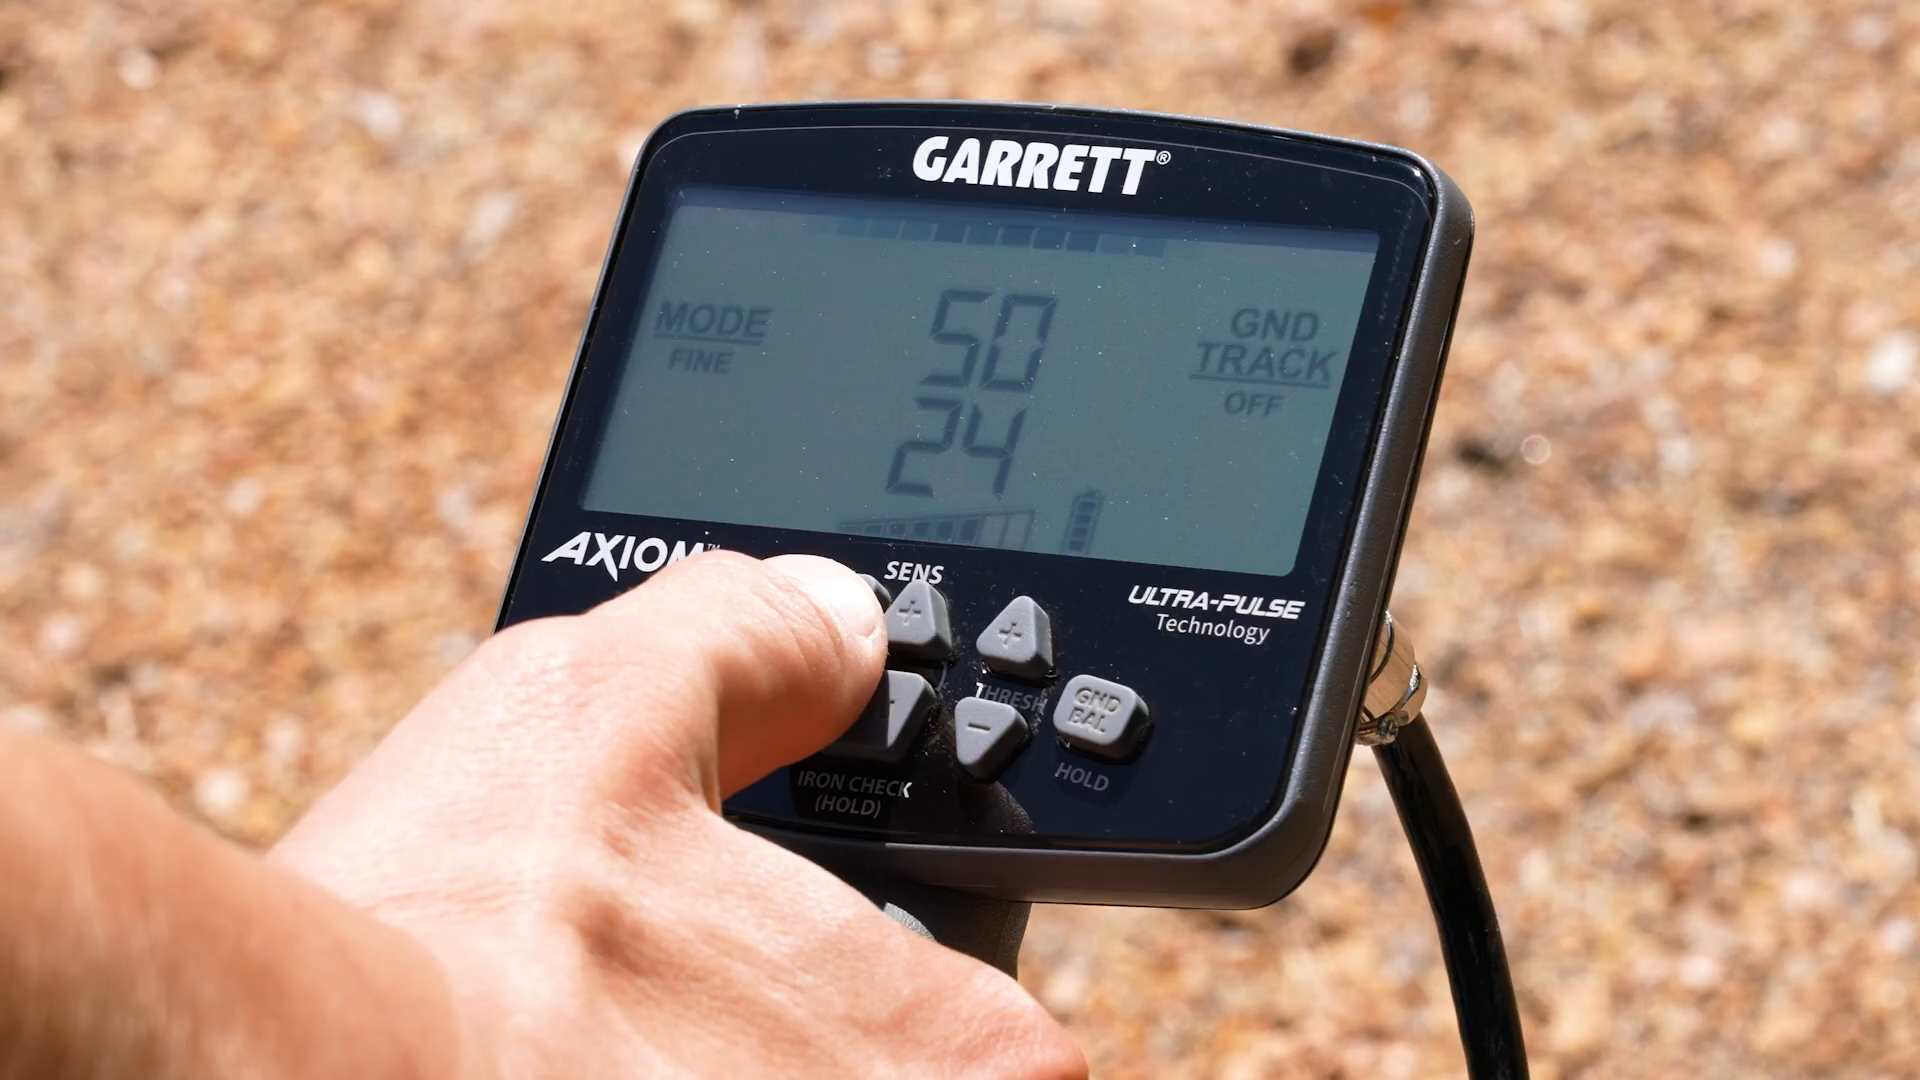 GARRETT®
MODE
FINE
50
24
GND
TRACK
OFF
AXIOM™
SENS
+
+
ULTRA-PULSE
Technology
THRESH
-
GND
BAL
HOLD
IRON CHECK
(HOLD)